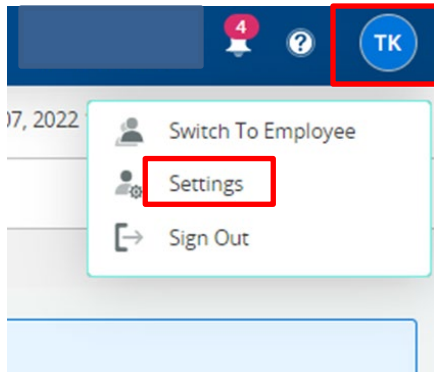 4
?
TK
07, 2022
Switch To Employee
Settings
Sign Out